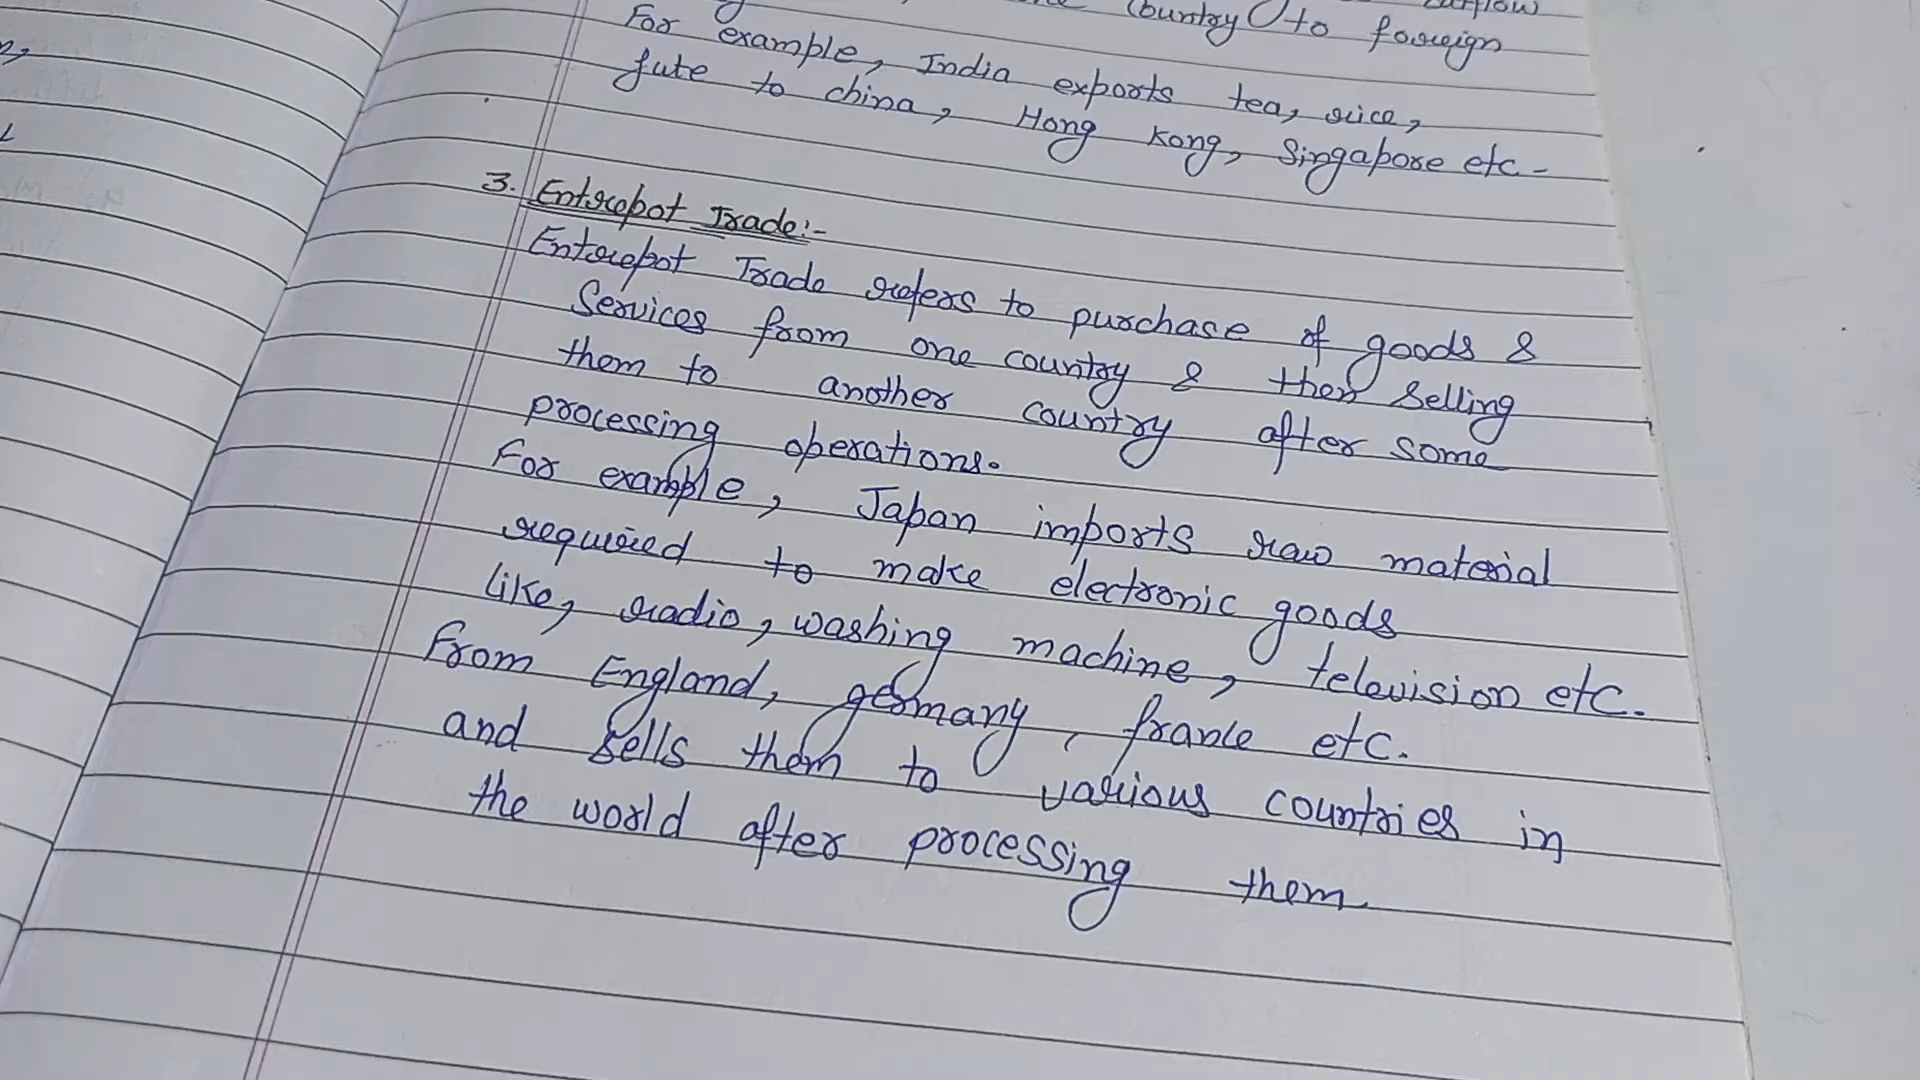 Country to foreign
For example, India exports tea, rice,
jute to china, Hong Kong, Singapore etc-
3. Entrepot Trade:-
Entrepot Trade refers to purchase of goods &
Services from one country & then Selling
them to another country after some
processing operations.
For example, Japan imports raw material
required to make electronic goods
like, radio, washing machine, television etc.
from England, germany, france etc.
and sells them to various countries in
the world after processing them